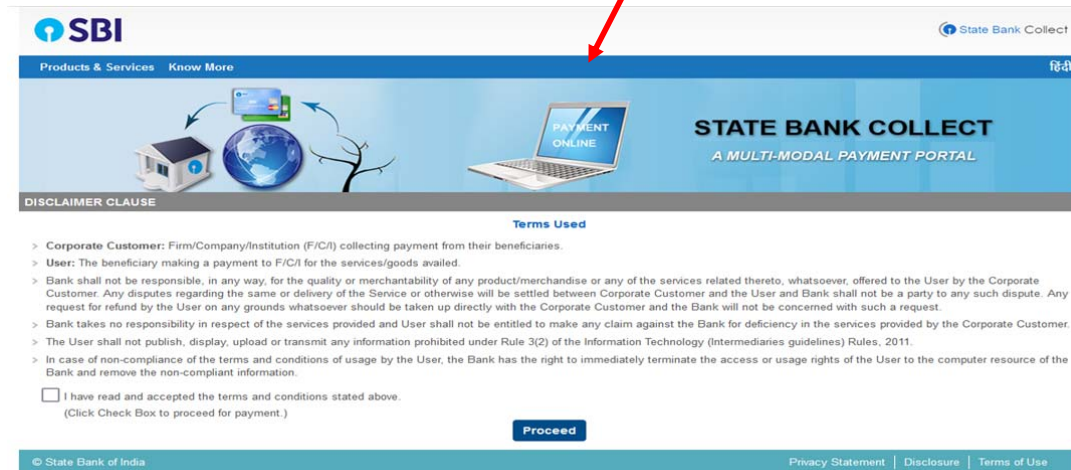 SBI
State Bank Collect
Products & Services Know More
हिंदी
PAYMENT
ONLINE
STATE BANK COLLECT
A MULTI-MODAL PAYMENT PORTAL
DISCLAIMER CLAUSE
Terms Used
> Corporate Customer: Firm/Company/Institution (F/C/I) collecting payment from their beneficiaries.
> User: The beneficiary making a payment to F/C/I for the services/goods availed.
> Bank shall not be responsible, in any way, for the quality or merchantability of any product/merchandise or any of the services related thereto, whatsoever, offered to the User by the Corporate
Customer. Any disputes regarding the same or delivery of the Service or otherwise will be settled between Corporate Customer and the User and Bank shall not be a party to any such dispute. Any
request for refund by the User on any grounds whatsoever should be taken up directly with the Corporate Customer and the Bank will not be concerned with such a request.
> Bank takes no responsibility in respect of the services provided and User shall not be entitled to make any claim against the Bank for deficiency in the services provided by the Corporate Customer.
> The User shall not publish, display, upload or transmit any information prohibited under Rule 3(2) of the Information Technology (Intermediaries guidelines) Rules, 2011.
> In case of non-compliance of the terms and conditions of usage by the User, the Bank has the right to immediately terminate the access or usage rights of the User to the computer resource of the
Bank and remove the non-compliant information.
I have read and accepted the terms and conditions stated above.
(Click Check Box to proceed for payment.)
Proceed
© State Bank of India
Privacy Statement | Disclosure | Terms of Use